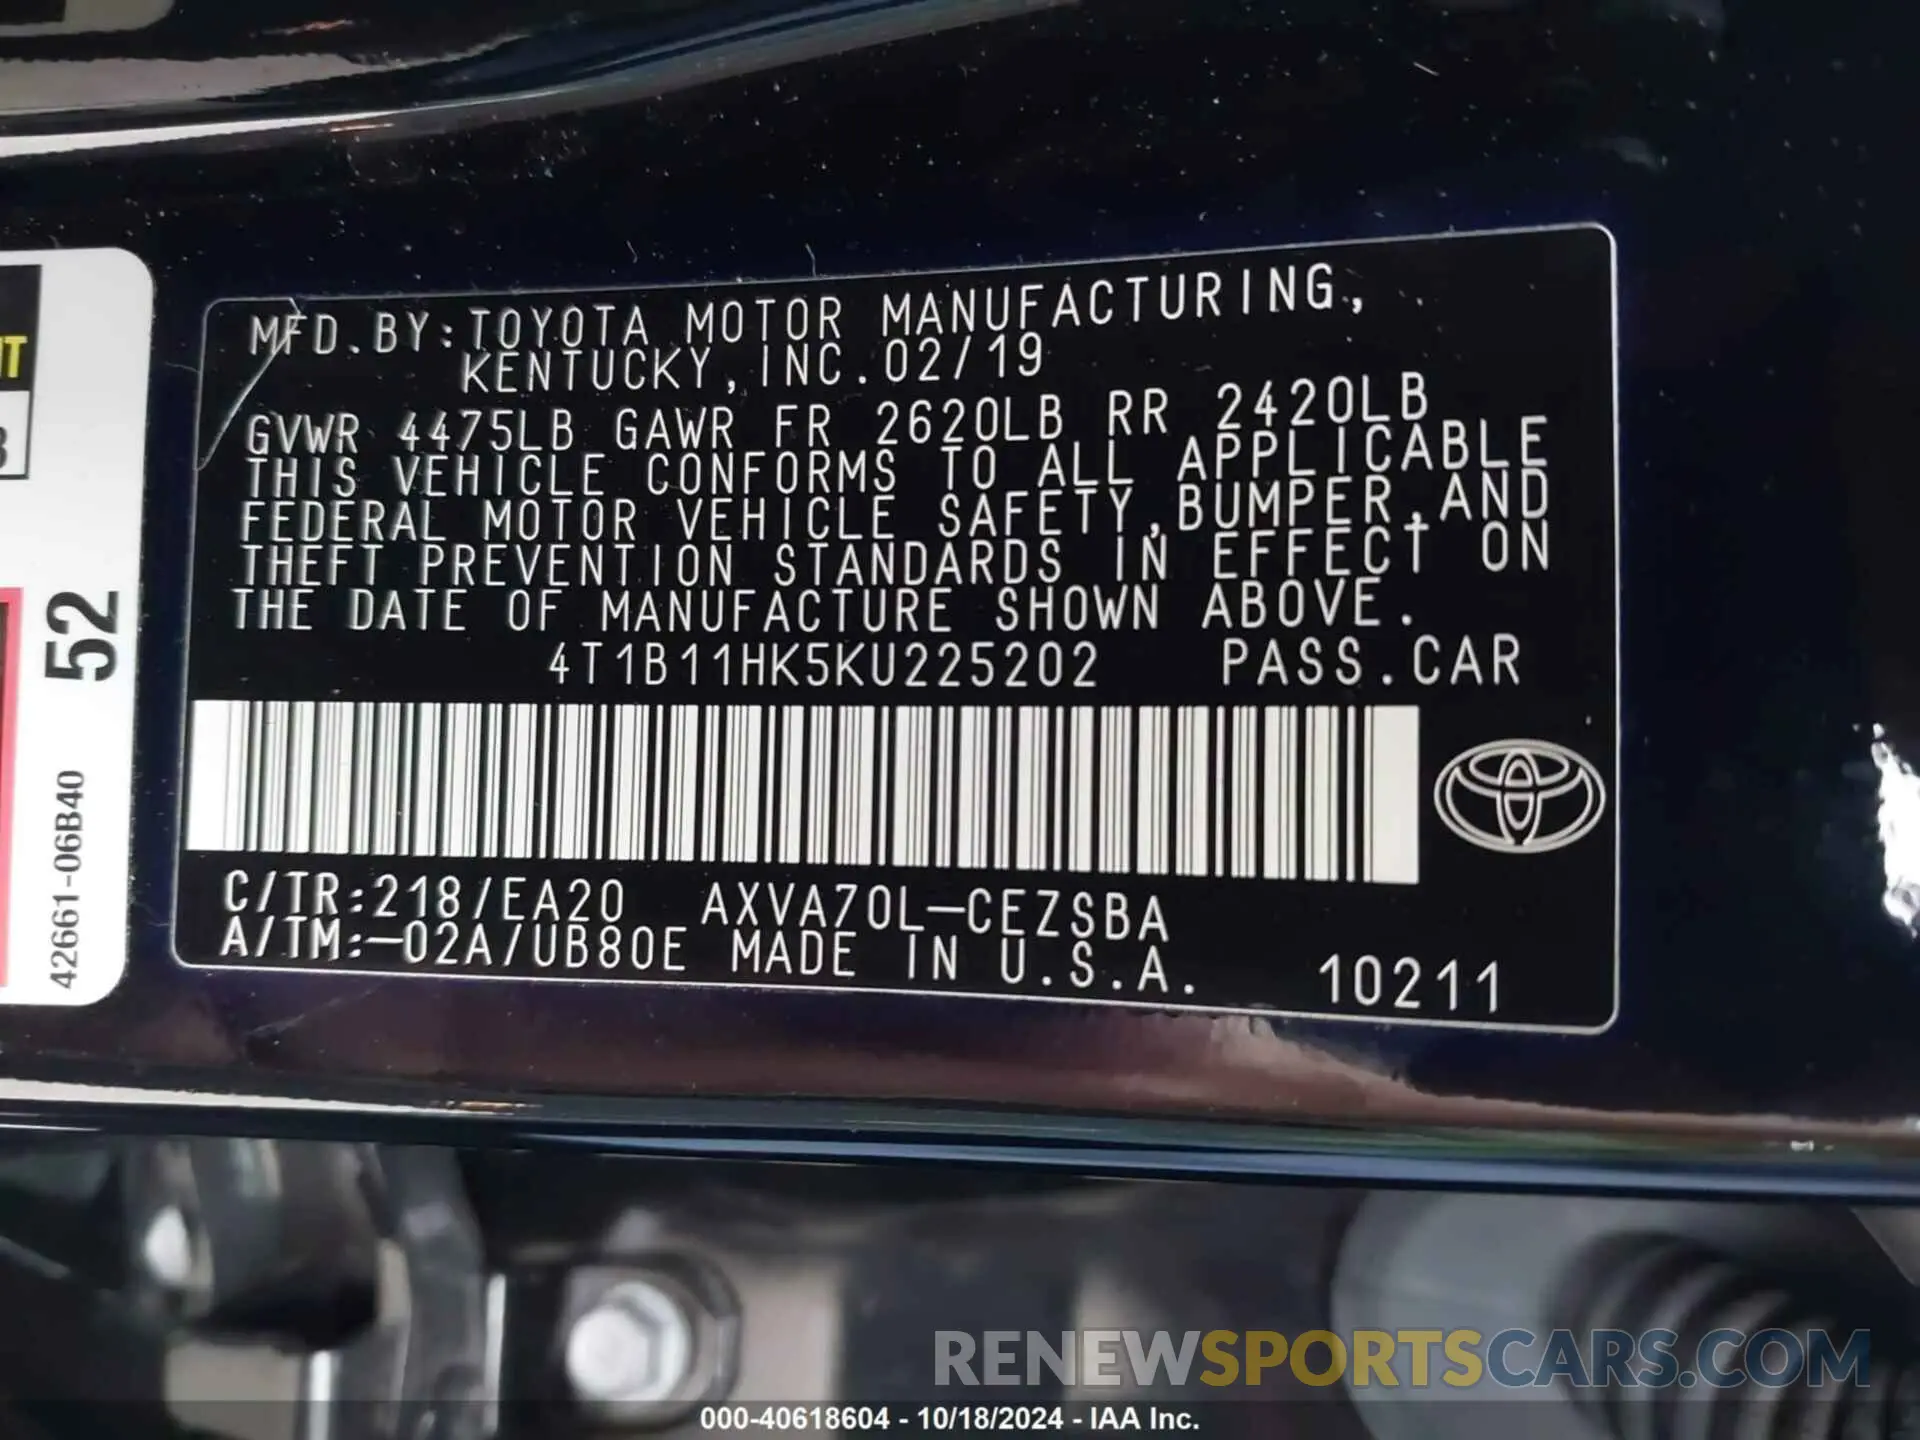 MFD.BY:TOYOTA MOTOR MANUFACTURING,
KENTUCKY,INC.02/19
GVWR 4475LB GAWR FR 2620LB RR 2420LB
THIS VEHICLE CONFORMS TO ALL APPLICABLE
FEDERAL MOTOR VEHICLE SAFETY,BUMPER,AND
THEFT PREVENTION STANDARDS IN EFFECT ON
THE DATE OF MANUFACTURE SHOWN ABOVE.
4T1B11HK5KU225202 PASS.CAR
C/TR:218/EA20 AXVA70L-CEZSBA
A/TM:-02A/UB80E MADE IN U.S.A.
10211
52
42661-06B40
RENEWSPORTSCARS.COM
000-40618604 - 10/18/2024 - IAA Inc.